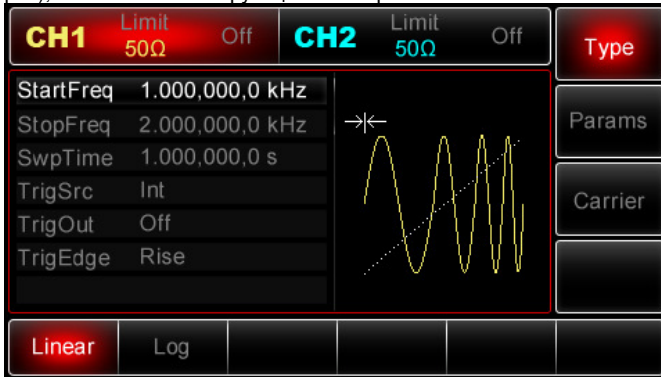 CH1 Limit 50Ω Off CH2 Limit 50Ω Off Type
StartFreq 1.000,000,0 kHz
StopFreq 2.000,000,0 kHz
Params
SwpTime 1.000,000,0 s
TrigSrc Int
Carrier
TrigOut Off
TrigEdge Rise
Linear Log